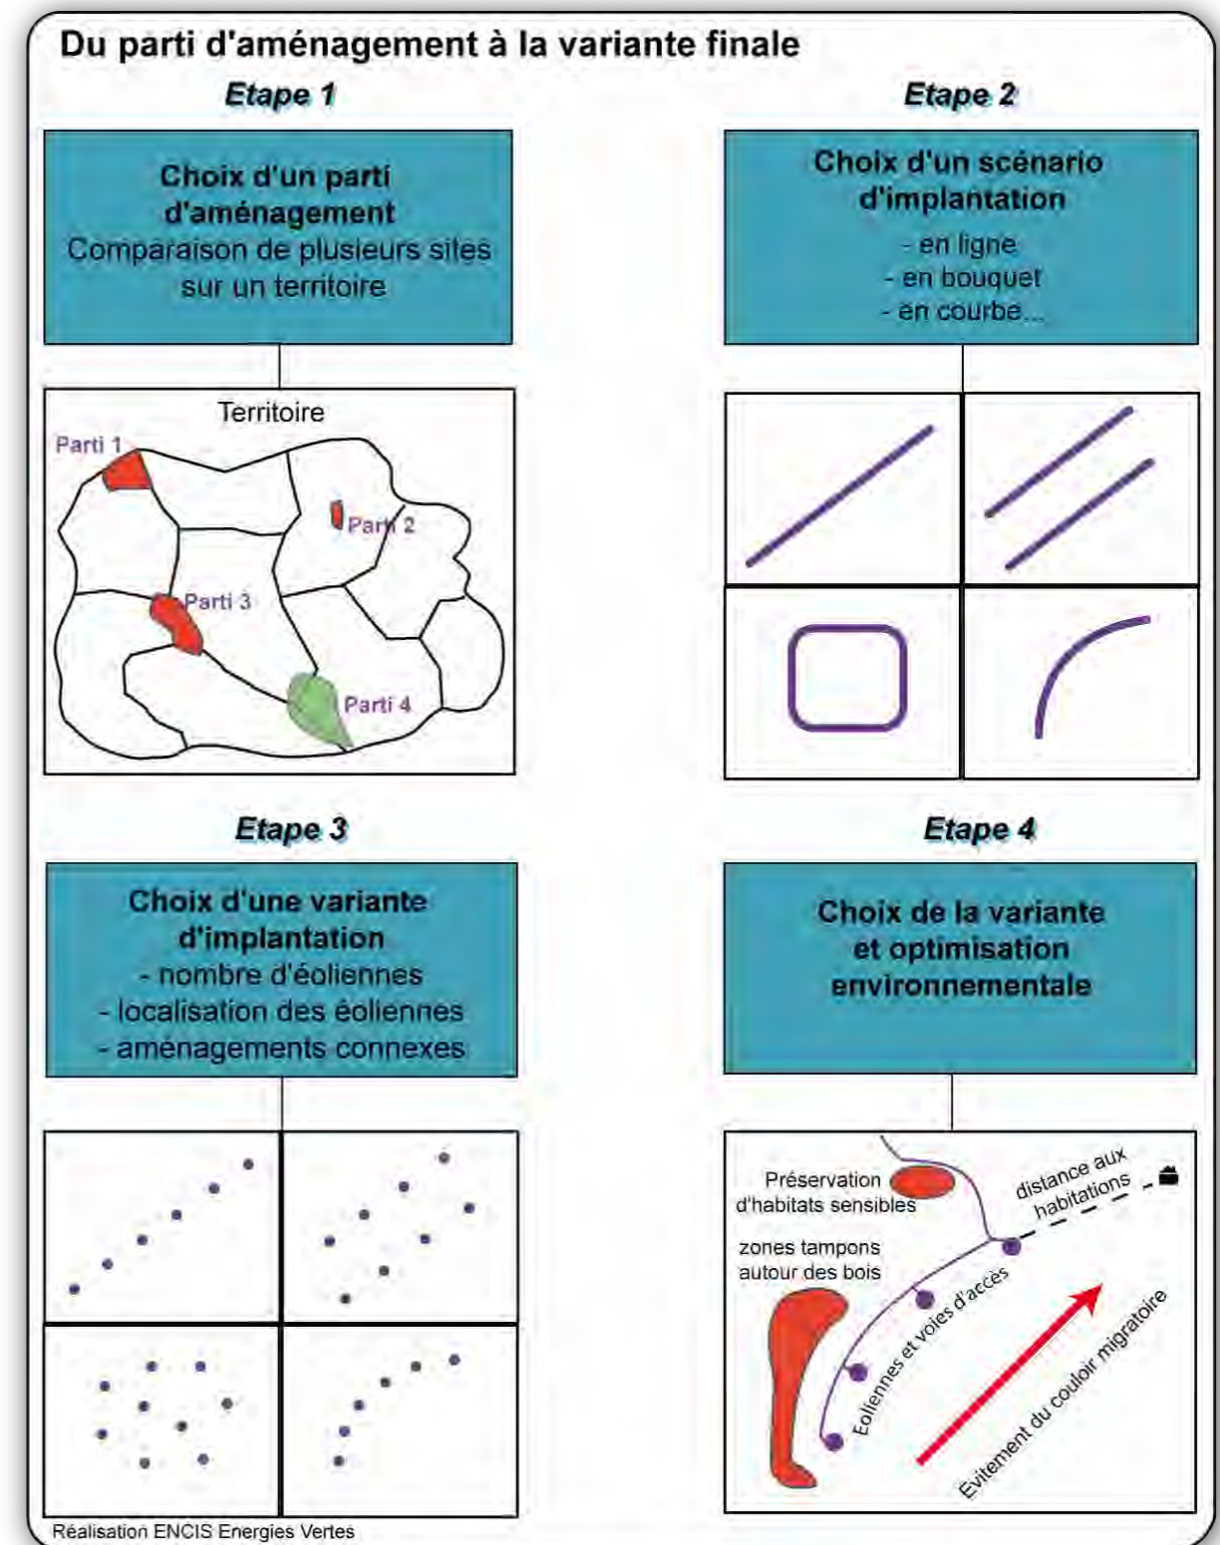 Du parti d'aménagement à la variante finale
Etape 1
Choix d'un parti
d'aménagement
Comparaison de plusieurs sites
sur un territoire
Territoire
Parti 1
Parti 2
Parti 3
Parti 4
Etape 2
Choix d'un scénario
d'implantation
- en ligne
- en bouquet
- en courbe...
Etape 3
Choix d'une variante
d'implantation
- nombre d'éoliennes
- localisation des éoliennes
- aménagements connexes
Etape 4
Choix de la variante
et optimisation
environnementale
Préservation
d'habitats sensibles
distance aux
habitations
zones tampons
autour des bois
Eoliennes et voies d'accès
Evitement du couloir migratoire
Réalisation ENCIS Energies Vertes